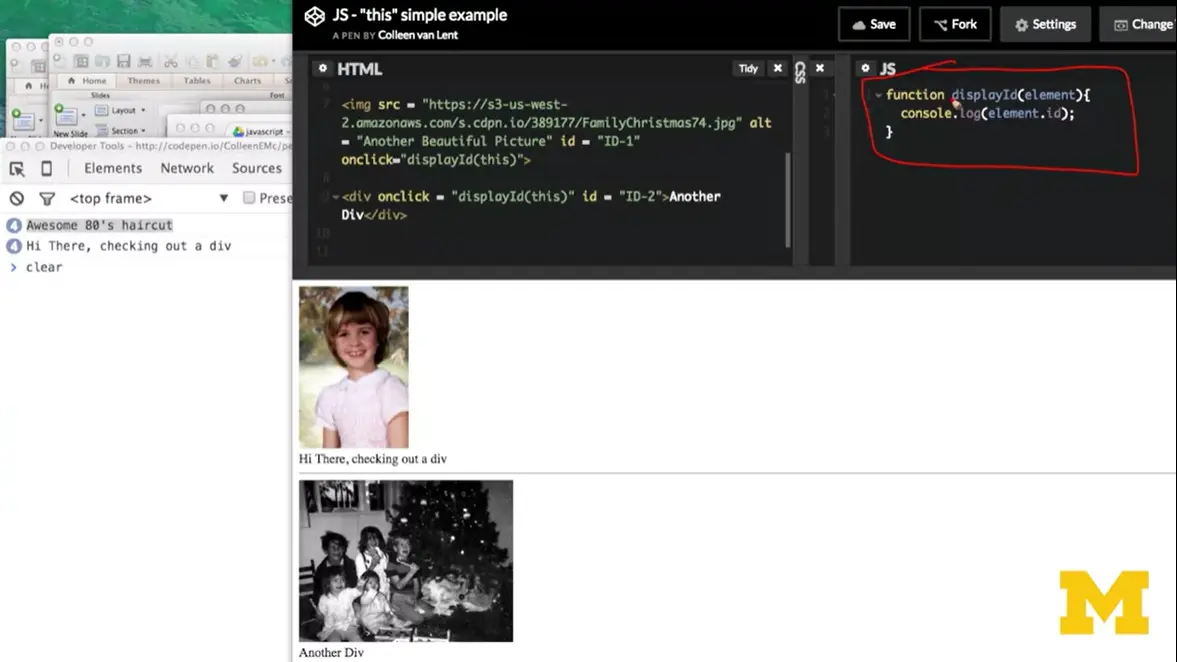 JS - "this" simple example
A PEN BY Colleen van Lent
Save
Fork
Settings
Change
Home
Themes
Tables
Charts
Slides
Font
Layout
New Slide
Section
javascript –
Developer Tools - http://codepen.io/ColleenEMc/pe
Elements
Network
Sources
<top frame>
Prese
4 Awesome 80's haircut
4 Hi There, checking out a div
> clear
HTML
Tidy
7 <img src = "https://s3-us-west-
2.amazonaws.com/s.cdpn.io/389177/FamilyChristmas74.jpg" alt
= "Another Beautiful Picture" id = "ID-1"
onclick="displayId(this)">
8
9 <div onclick = "displayId(this)" id = "ID-2">Another
Div</div>
10
11
CSS
JS
function displayId(element){
console.log(element.id);
}
Hi There, checking out a div
Another Div
M